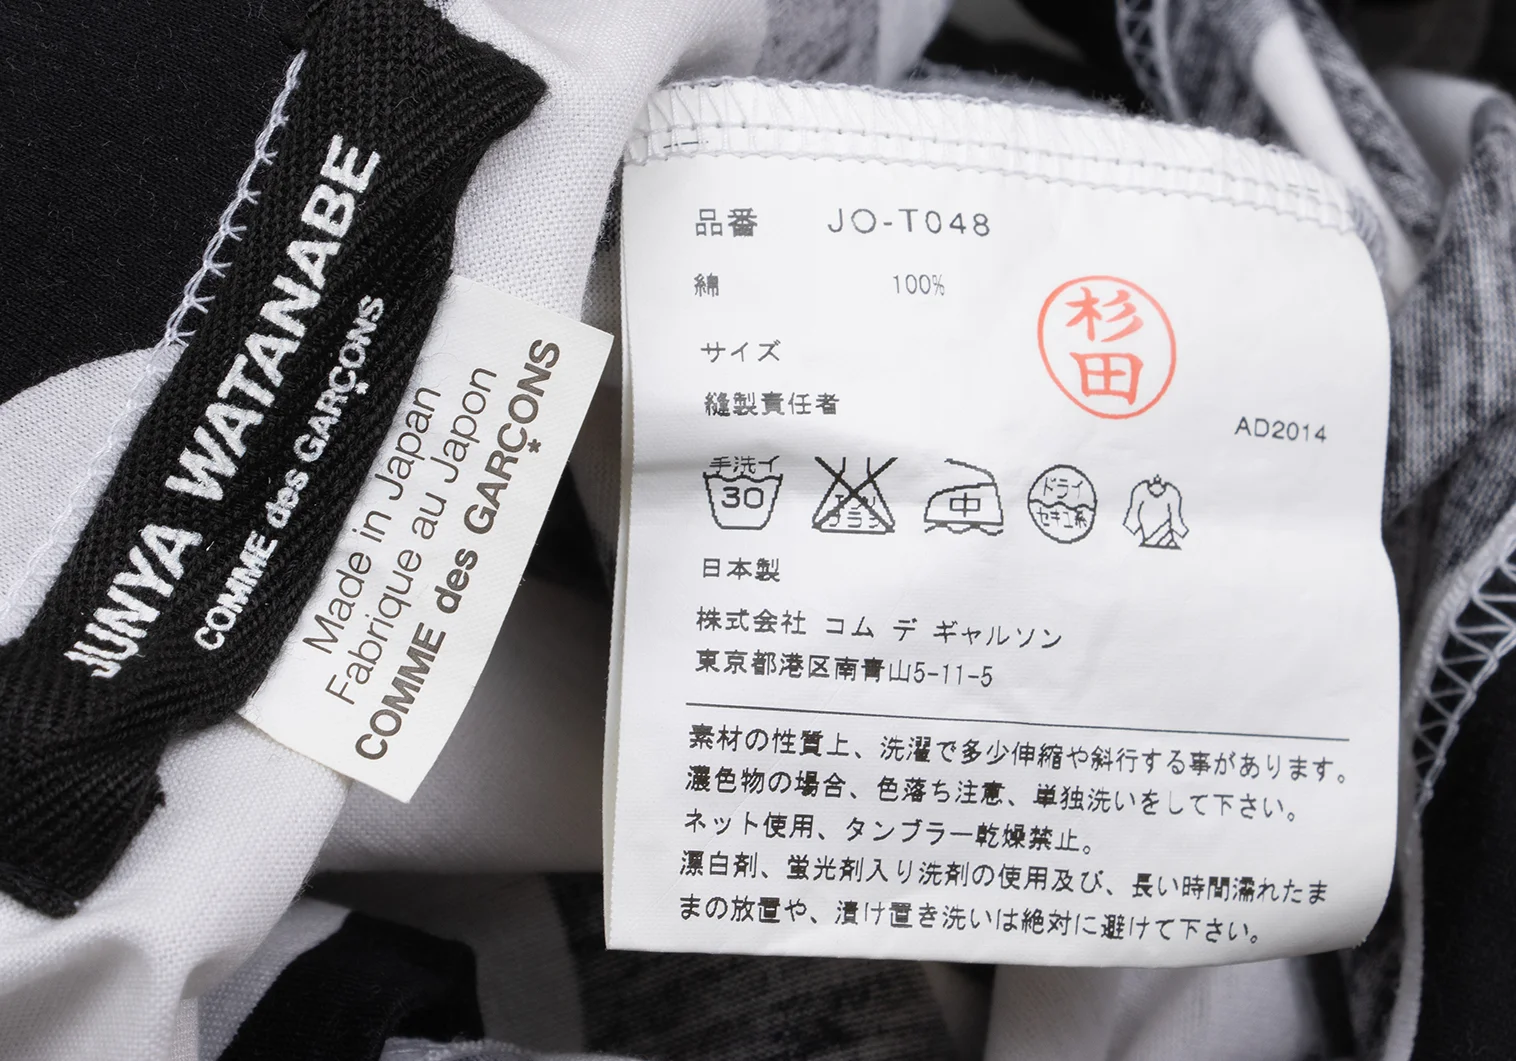 JUNYA WATANABE
COMME des GARÇONS
Made in Japan
Fabriqué au Japon
COMME des GARÇONS
品番 JO-T048
綿 100%
サイズ
縫製責任者
杉田
AD2014
手洗イ
30
エンソ
サラシ
中
ドライ
セキユ系
日本製
株式会社 コム デ ギャルソン
東京都港区南青山5-11-5
素材の性質上、洗濯で多少伸縮や斜行する事があります。
濃色物の場合、色落ち注意、単独洗いをして下さい。
ネット使用、タンブラー乾燥禁止。
漂白剤、蛍光剤入り洗剤の使用及び、長い時間濡れたま
まの放置や、漬け置き洗いは絶対に避けて下さい。